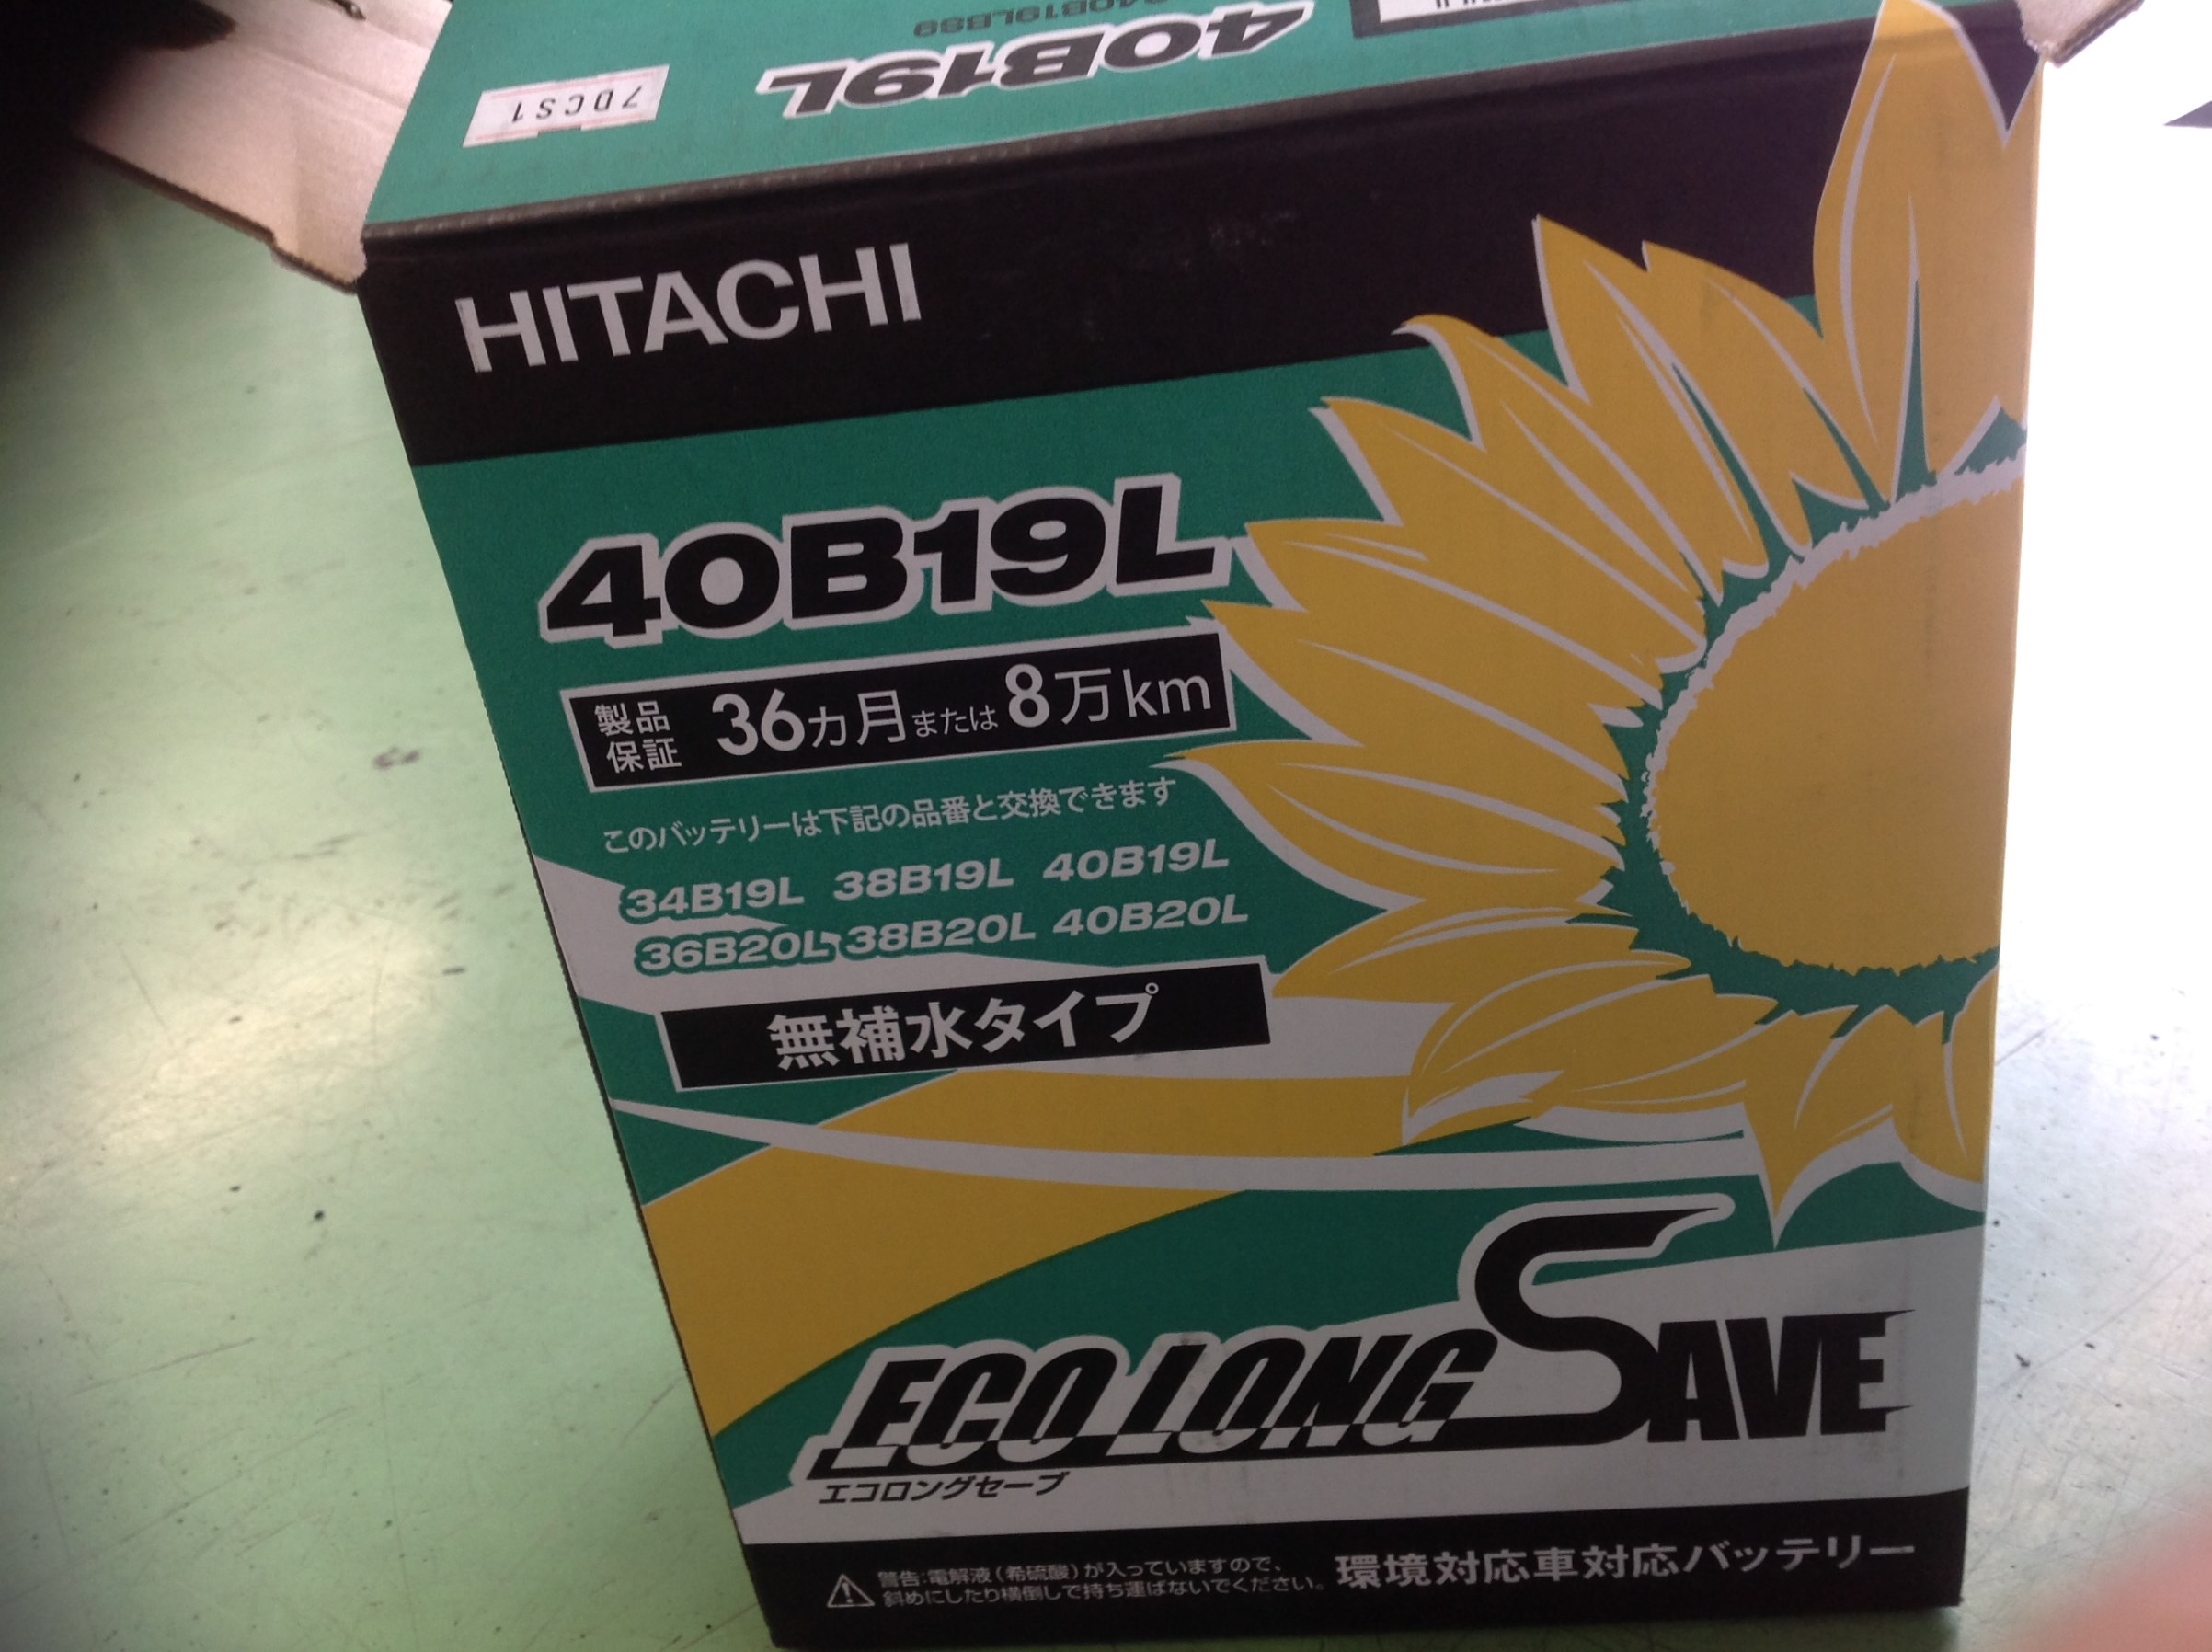 7DCS1
40B19L
HITACHI
40B19L
製品保証 36カ月または8万km
このバッテリーは下記の品番と交換できます
34B19L 38B19L 40B19L
36B20L 38B20L 40B20L
無補水タイプ
ECO LONG SAVE
エコロングセーブ
警告:電解液(希硫酸)が入っていますので、
斜めにしたり横倒しで持ち運ばないでください。
環境対応車対応バッテリー